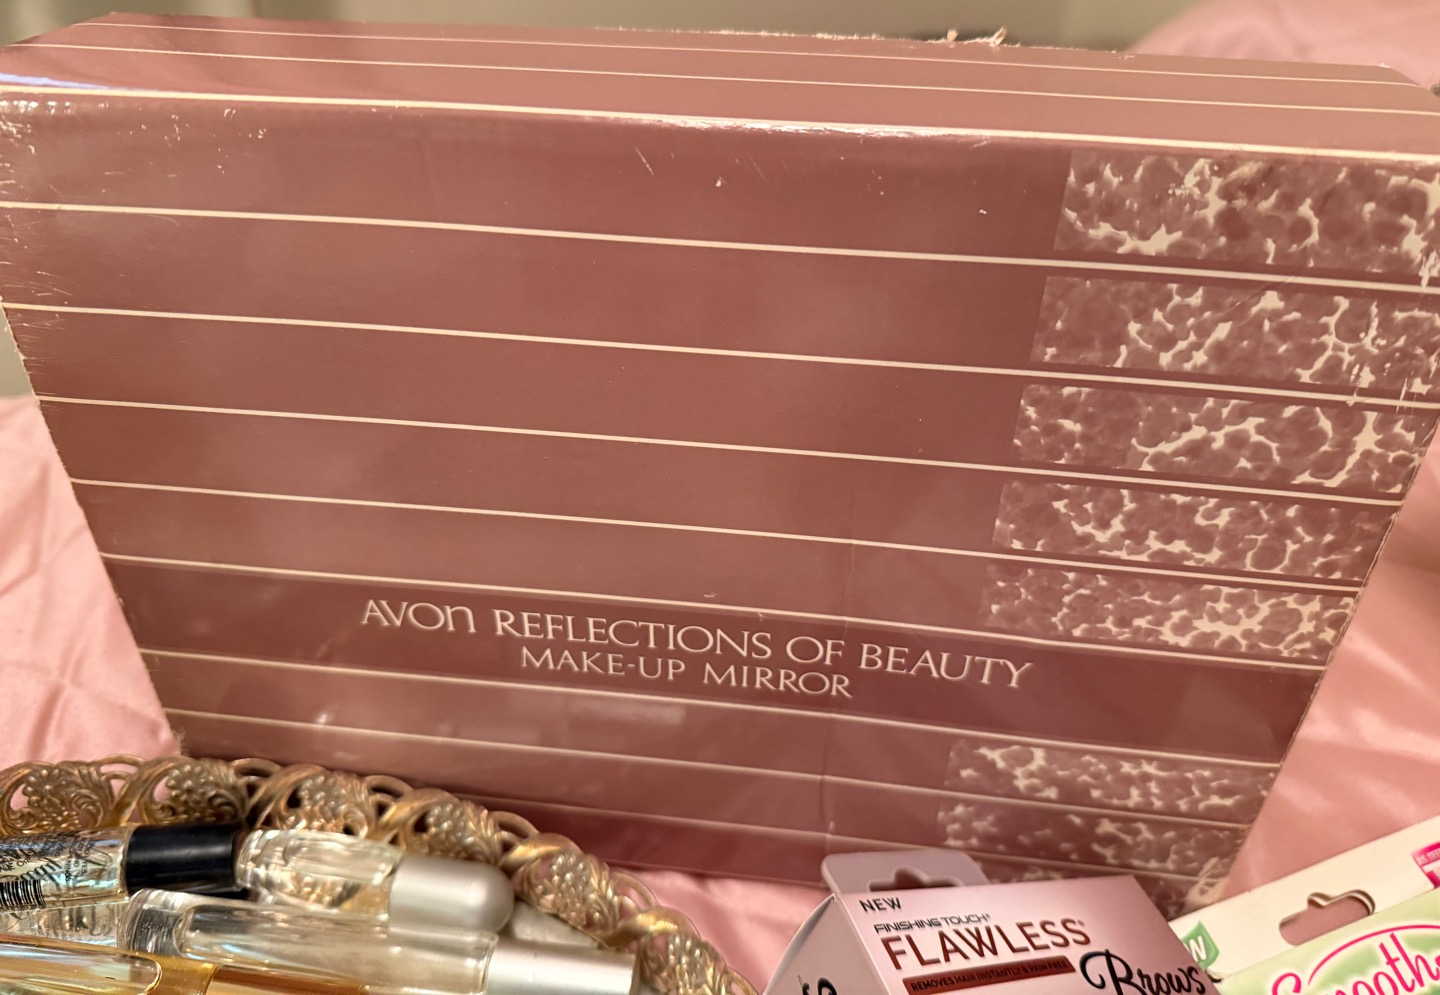 AVON REFLECTIONS OF BEAUTY
MAKE-UP MIRROR
NEW
FINISHING TOUCH
FLAWLESS
REMOVES HAIR INSTANTLY & PAIN FREE
Brows